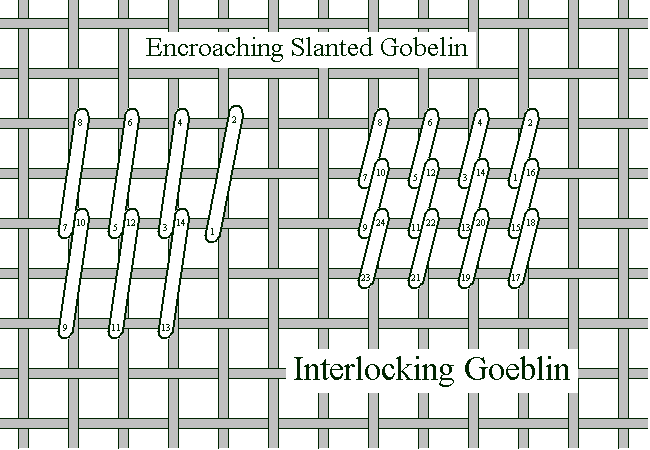 Encroaching Slanted Gobelin
8 6 4 2 8 6 4 2
7 10 5 12 3 14 1 7 10 5 12 3 14 1 16
9 24 11 22 13 20 15 18
9 11 13 23 21 19 17
Interlocking Goeblin